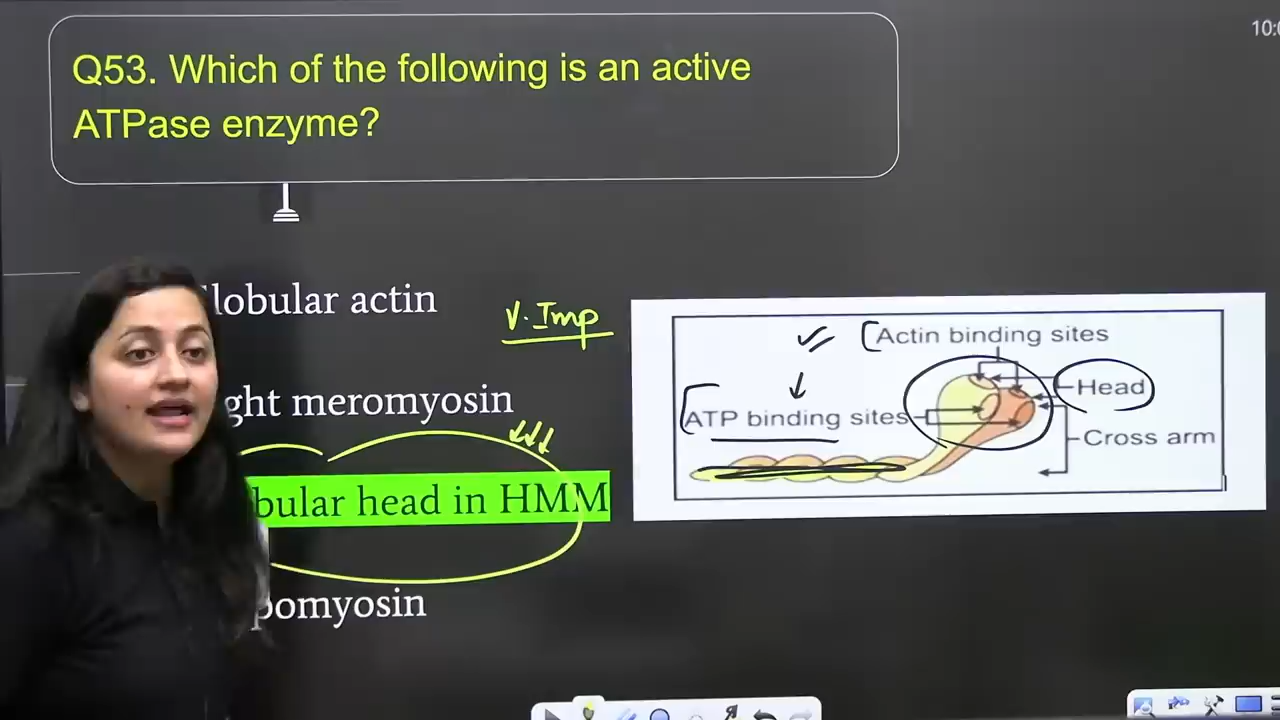 10:
Q53. Which of the following is an active
ATPase enzyme?
lobular actin
V. Imp
Actin binding sites
Head
ght meromyosin
ATP binding sites
Cross arm
bular head in HMM
pomyosin